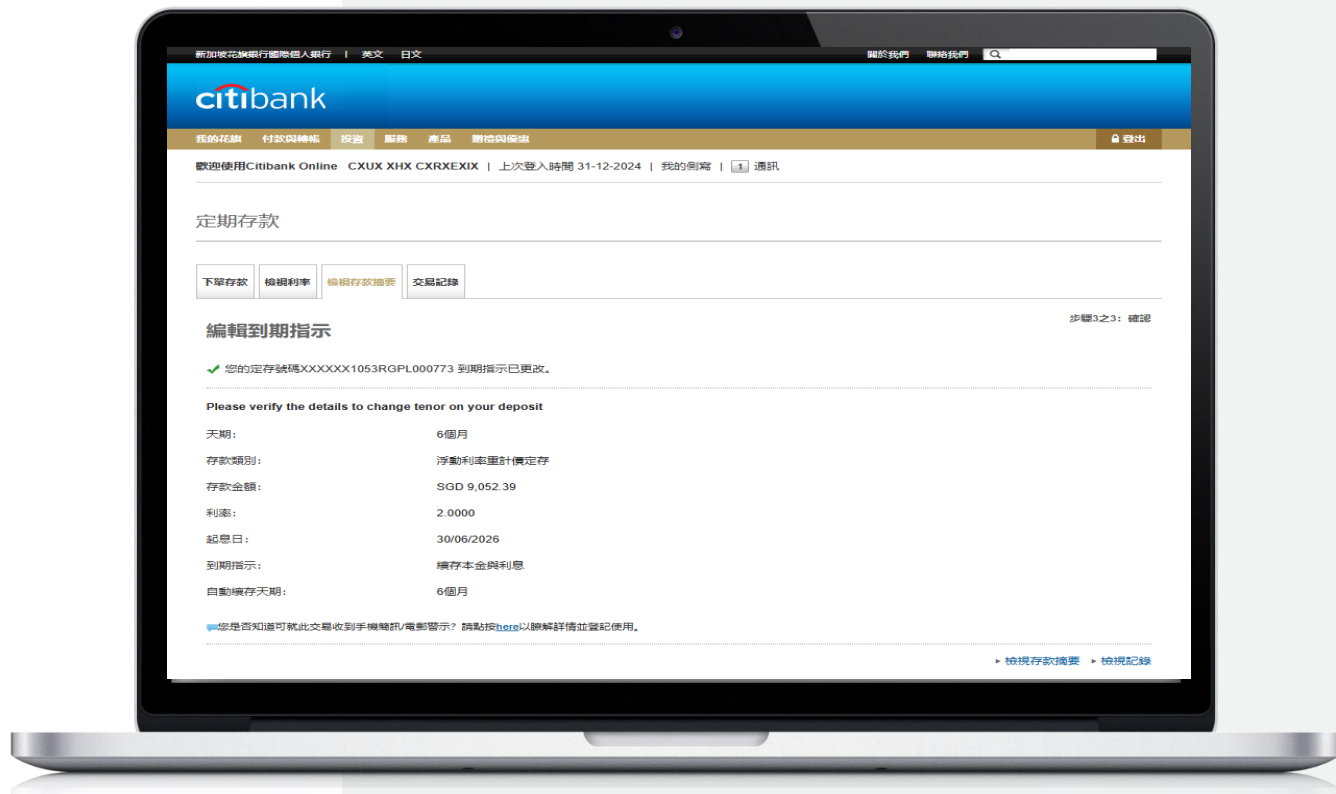 新加坡花旗銀行國際個人銀行 | 英文 日文 關於我們 聯絡我們
citibank
我的花旗 付款與轉帳 投資 服務 產品 贈禮與優惠 登出
歡迎使用Citibank Online CXUX XHX CXRXEXIX | 上次登入時間 31-12-2024 | 我的側寫 | 1 通訊
定期存款
下單存款 檢視利率 檢視存款摘要 交易記錄
步驟3之3: 確認
編輯到期指示
您的定存號碼XXXXXX1053RGPL000773 到期指示已更改。
Please verify the details to change tenor on your deposit
天期: 6個月
存款類別: 浮動利率重計價定存
存款金額: SGD 9,052.39
利率: 2.0000
起息日: 30/06/2026
到期指示: 續存本金與利息
自動續存天期: 6個月
您是否知道可就此交易收到手機簡訊/電郵警示? 請點按here以瞭解詳情並登記使用。
檢視存款摘要 檢視記錄